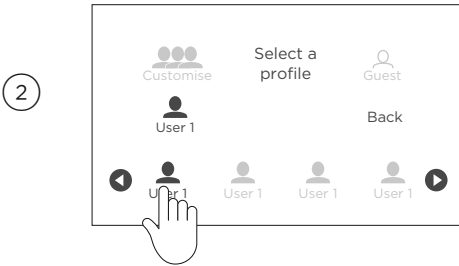 2
Select a
profile
Customise
Guest
User 1
Back
User 1
User 1
User 1
User 1